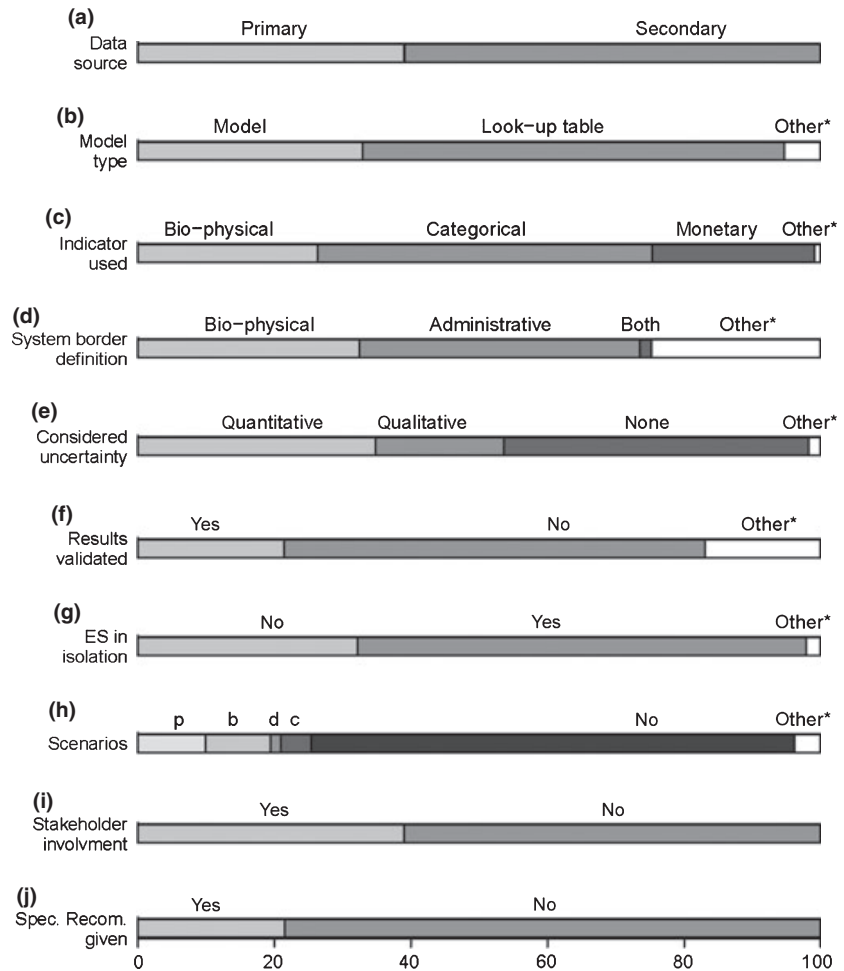 (a)
Primary Secondary
Data
source
(b)
Model Look-up table Other*
Model
type
(c)
Bio-physical Categorical Monetary Other*
Indicator
used
(d)
Bio-physical Administrative Both Other*
System border
definition
(e)
Quantitative Qualitative None Other*
Considered
uncertainty
(f)
Yes No Other*
Results
validated
(g)
No Yes Other*
ES in
isolation
(h)
p b d c No Other*
Scenarios
(i)
Yes No
Stakeholder
involvment
(j)
Yes No
Spec. Recom.
given
0 20 40 60 80 100